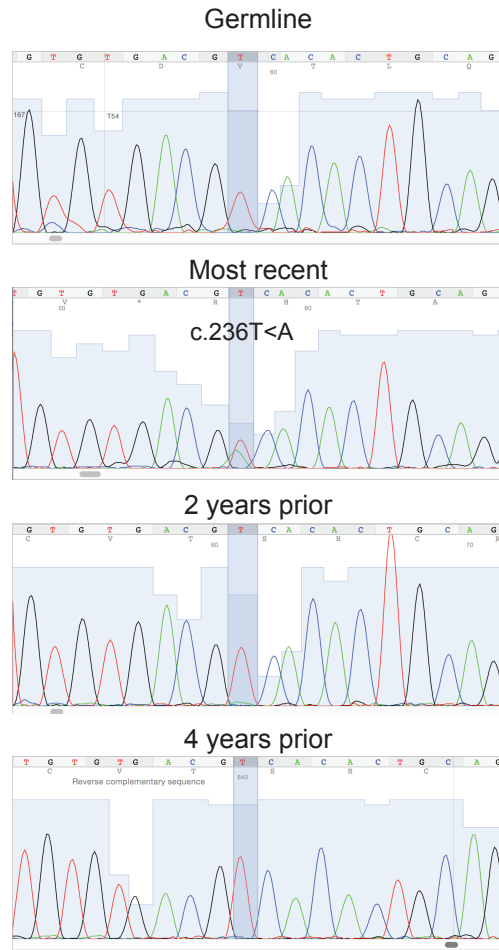 Germline
G T G T G A C G T C A C A C T G C A G
C D V T L Q
60
167
T54
Most recent
T G T G T G A C G T C A C A C T G C A G
V * R H T A
50 60
c.236T<A
2 years prior
G T G T G A C G T C A C A C T G C A G
C V T S H C R
60 70
4 years prior
T G T G T G A C G T C A C A C T G C A G
C V T S H C
Reverse complementary sequence 640